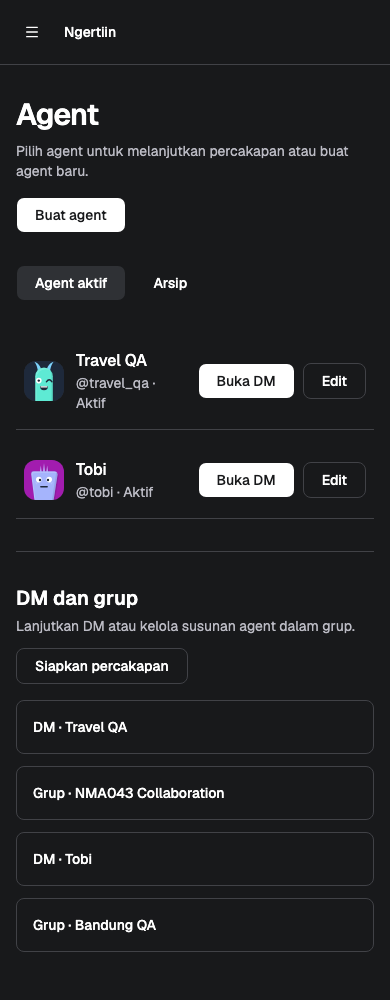 Ngertiin
Agent
Pilih agent untuk melanjutkan percakapan atau buat
agent baru.
Buat agent
Agent aktif
Arsip
Travel QA
@travel_qa ·
Aktif
Buka DM
Edit
Tobi
@tobi · Aktif
Buka DM
Edit
DM dan grup
Lanjutkan DM atau kelola susunan agent dalam grup.
Siapkan percakapan
DM · Travel QA
Grup · NMA043 Collaboration
DM · Tobi
Grup · Bandung QA